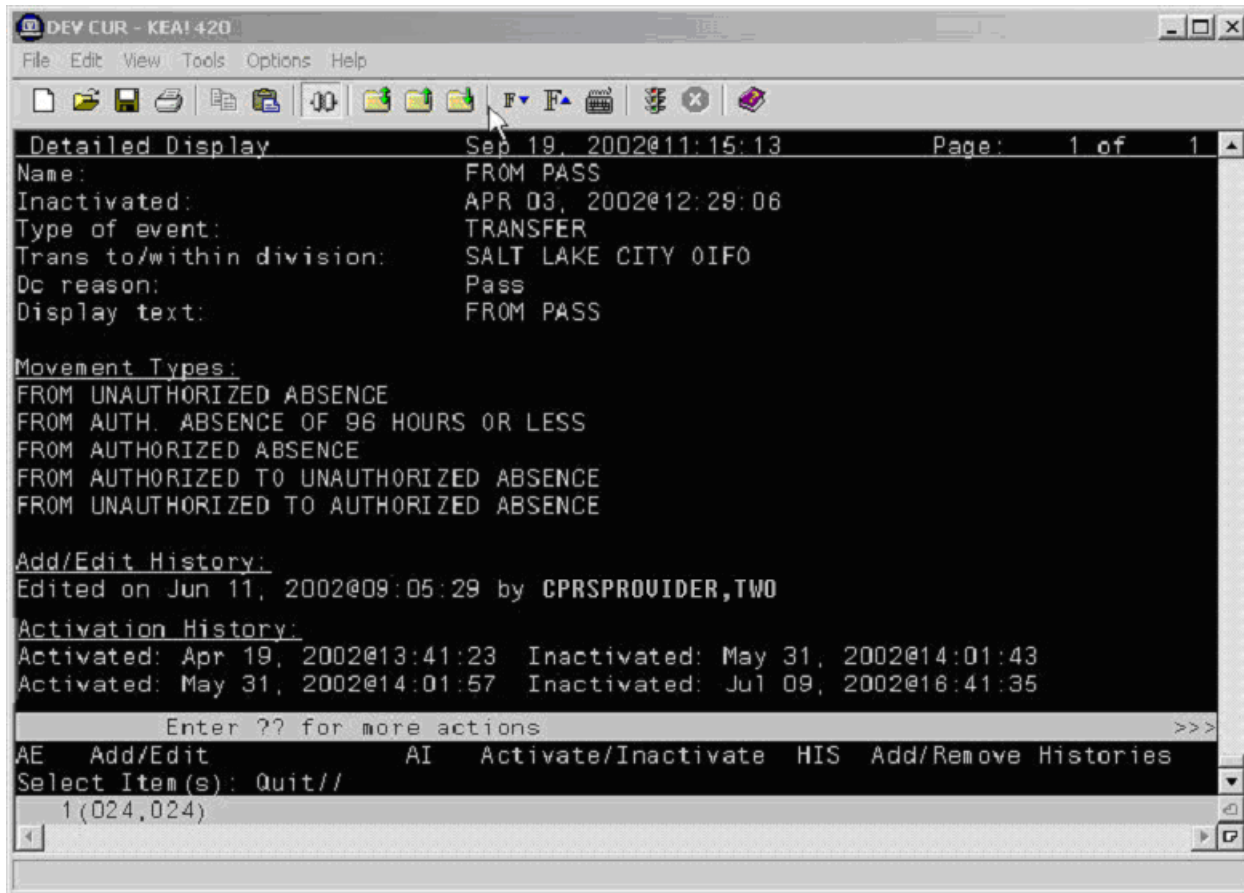 DEV CUR - KEA! 420
File Edit View Tools Options Help
Detailed Display Sep 19, 2002@11:15:13 Page: 1 of 1
Name: FROM PASS
Inactivated: APR 03, 2002@12:29:06
Type of event: TRANSFER
Trans to/within division: SALT LAKE CITY OIFO
Dc reason: Pass
Display text: FROM PASS
Movement Types:
FROM UNAUTHORIZED ABSENCE
FROM AUTH. ABSENCE OF 96 HOURS OR LESS
FROM AUTHORIZED ABSENCE
FROM AUTHORIZED TO UNAUTHORIZED ABSENCE
FROM UNAUTHORIZED TO AUTHORIZED ABSENCE
Add/Edit History:
Edited on Jun 11, 2002@09:05:29 by CPRSPROVIDER,TWO
Activation History:
Activated: Apr 19, 2002@13:41:23 Inactivated: May 31, 2002@14:01:43
Activated: May 31, 2002@14:01:57 Inactivated: Jul 09, 2002@16:41:35
Enter ?? for more actions >>>
AE Add/Edit AI Activate/Inactivate HIS Add/Remove Histories
Select Item(s): Quit//
1(024,024)